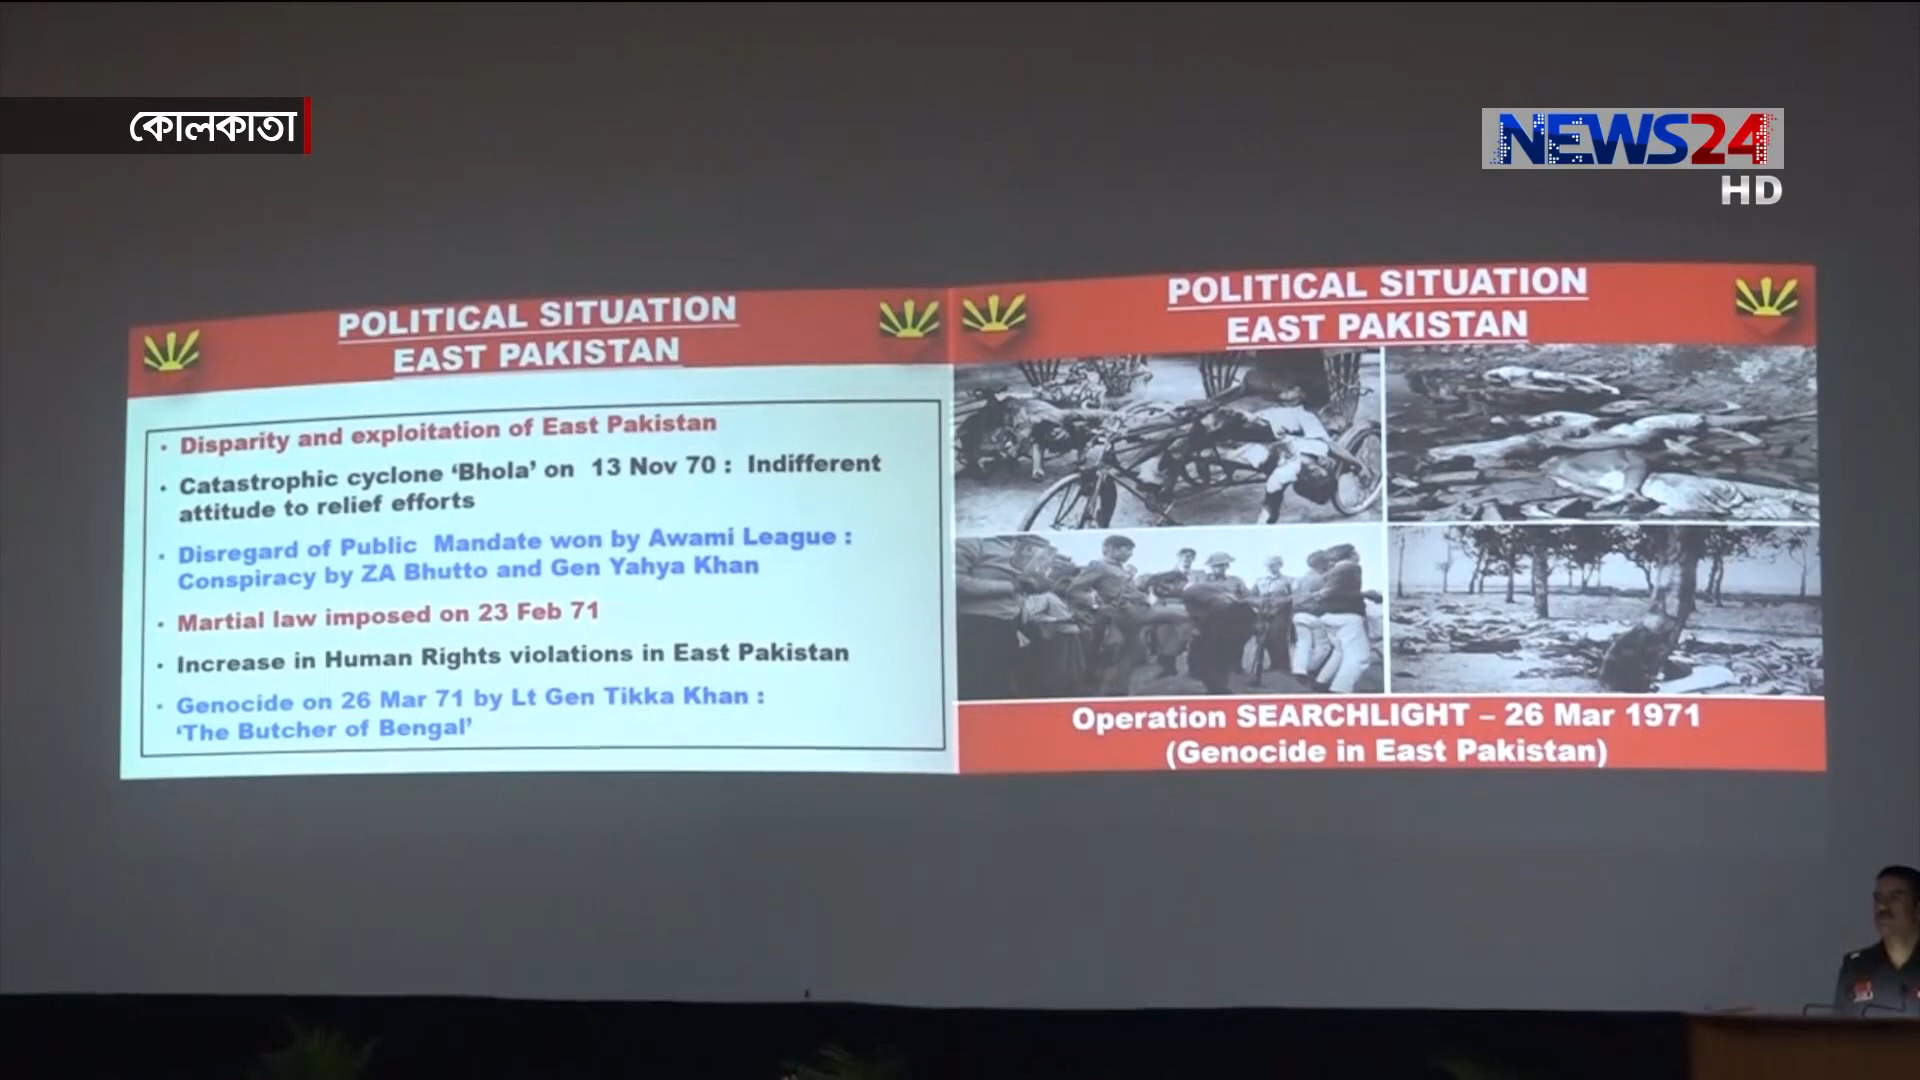 কোলকাতা
NEWS24
HD
POLITICAL SITUATION
EAST PAKISTAN
• Disparity and exploitation of East Pakistan
• Catastrophic cyclone ‘Bhola’ on 13 Nov 70 : Indifferent
attitude to relief efforts
• Disregard of Public Mandate won by Awami League :
Conspiracy by ZA Bhutto and Gen Yahya Khan
• Martial law imposed on 23 Feb 71
• Increase in Human Rights violations in East Pakistan
• Genocide on 26 Mar 71 by Lt Gen Tikka Khan :
‘The Butcher of Bengal’
POLITICAL SITUATION
EAST PAKISTAN
Operation SEARCHLIGHT – 26 Mar 1971
(Genocide in East Pakistan)